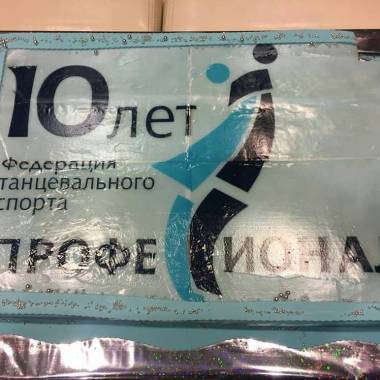 10 лет
Федерация
танцевального
спорта
ПРОФЕ ИОНАЛ